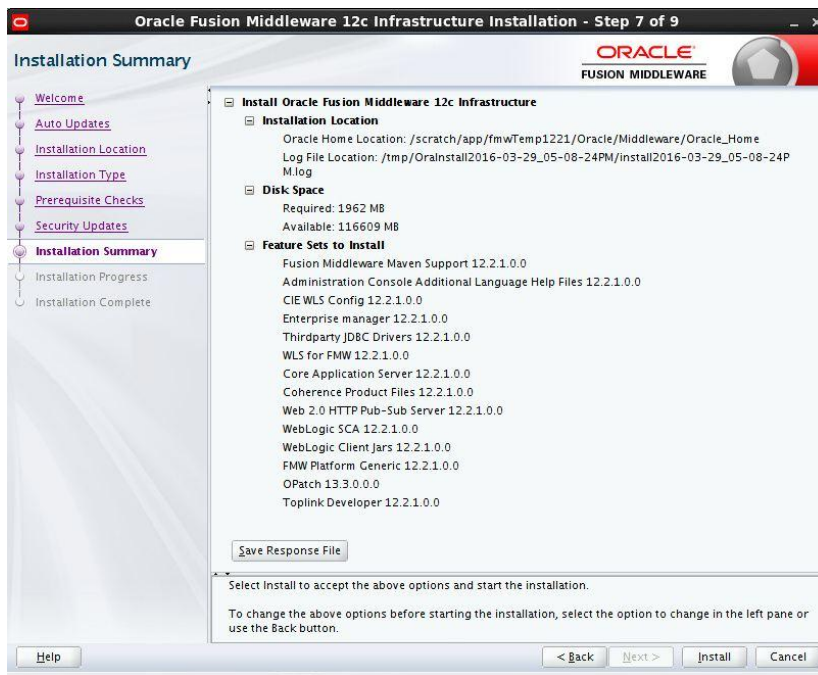 Oracle Fusion Middleware 12c Infrastructure Installation - Step 7 of 9
Installation Summary
ORACLE
FUSION MIDDLEWARE
Welcome
Auto Updates
Installation Location
Installation Type
Prerequisite Checks
Security Updates
Installation Summary
Installation Progress
Installation Complete
Install Oracle Fusion Middleware 12c Infrastructure
Installation Location
Oracle Home Location: /scratch/app/fmwTemp1221/Oracle/Middleware/Oracle_Home
Log File Location: /tmp/OraInstall2016-03-29_05-08-24PM/install2016-03-29_05-08-24P
M.log
Disk Space
Required: 1962 MB
Available: 116609 MB
Feature Sets to Install
Fusion Middleware Maven Support 12.2.1.0.0
Administration Console Additional Language Help Files 12.2.1.0.0
CIE WLS Config 12.2.1.0.0
Enterprise manager 12.2.1.0.0
Thirdparty JDBC Drivers 12.2.1.0.0
WLS for FMW 12.2.1.0.0
Core Application Server 12.2.1.0.0
Coherence Product Files 12.2.1.0.0
Web 2.0 HTTP Pub-Sub Server 12.2.1.0.0
WebLogic SCA 12.2.1.0.0
WebLogic Client Jars 12.2.1.0.0
FMW Platform Generic 12.2.1.0.0
OPatch 13.3.0.0.0
Toplink Developer 12.2.1.0.0
Save Response File
Select Install to accept the above options and start the installation.
To change the above options before starting the installation, select the option to change in the left pane or
use the Back button.
Help
< Back
Next >
Install
Cancel